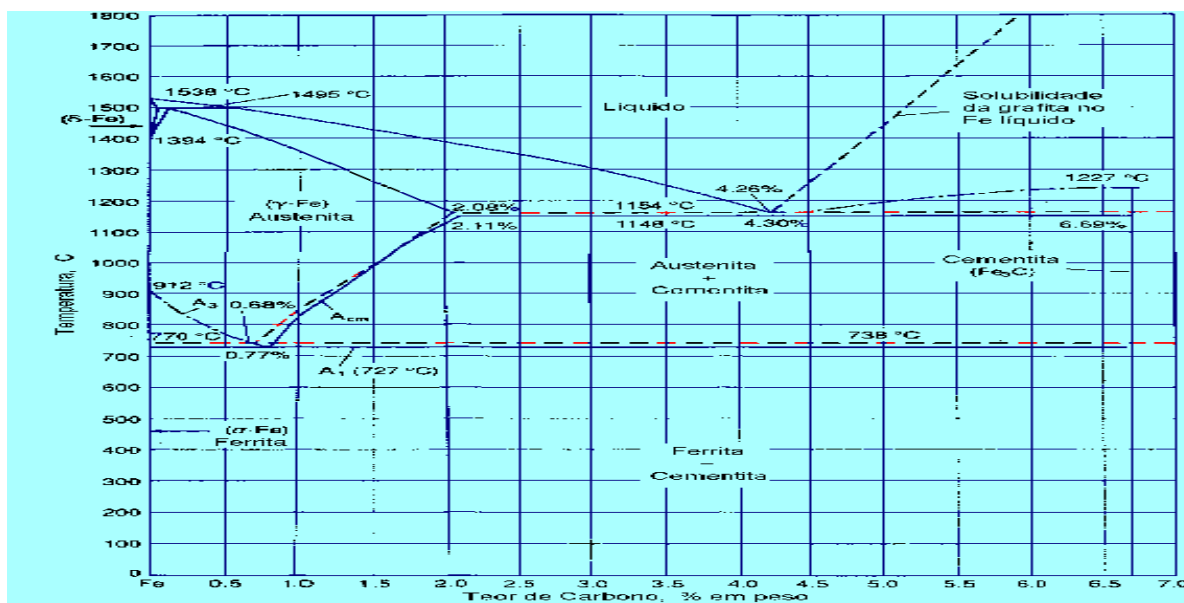 1800
1700
1600
1538 °C
1495 °C
Líquido
Solubilidade
da grafita no
Fe líquido
1500
(δ-Fe)
1400
1394 °C
1300
4.26%
1227 °C
(γ-Fe)
Austenita
1200
2.08%
1154 °C
2.11%
1148 °C
4.30%
6.69%
1100
1000
Austenita
+
Cementita
Cementita
(Fe₃C)
912 °C
900
A₃
0.68%
Acm
800
770 °C
738 °C
700
0.77%
A₁ (727 °C)
600
500
(α-Fe)
Ferrita
400
Ferrita
Cementita
300
200
100
0
Temperatura, C
Fe
0.5
1.0
1.5
2.0
2.5
3.0
3.5
4.0
4.5
5.0
5.5
6.0
6.5
7.0
Teor de Carbono, % em peso